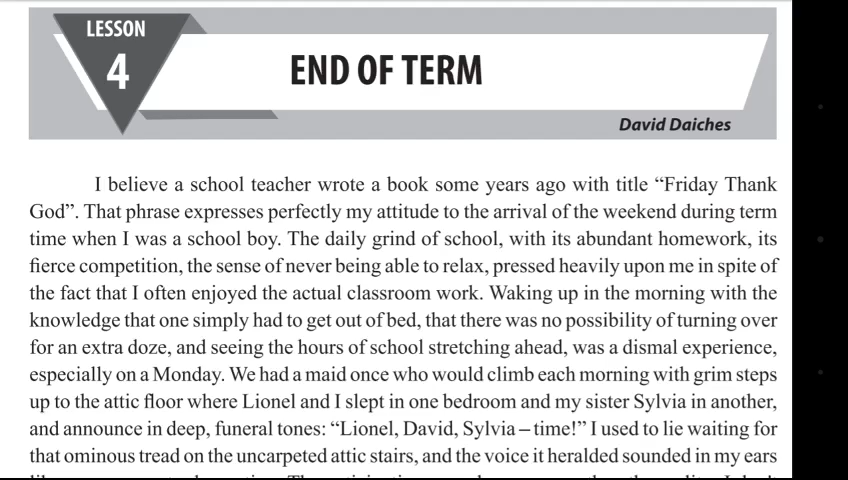 LESSON
4
END OF TERM
David Daiches
I believe a school teacher wrote a book some years ago with title “Friday Thank
God”. That phrase expresses perfectly my attitude to the arrival of the weekend during term
time when I was a school boy. The daily grind of school, with its abundant homework, its
fierce competition, the sense of never being able to relax, pressed heavily upon me in spite of
the fact that I often enjoyed the actual classroom work. Waking up in the morning with the
knowledge that one simply had to get out of bed, that there was no possibility of turning over
for an extra doze, and seeing the hours of school stretching ahead, was a dismal experience,
especially on a Monday. We had a maid once who would climb each morning with grim steps
up to the attic floor where Lionel and I slept in one bedroom and my sister Sylvia in another,
and announce in deep, funeral tones: “Lionel, David, Sylvia – time!” I used to lie waiting for
that ominous tread on the uncarpeted attic stairs, and the voice it heralded sounded in my ears